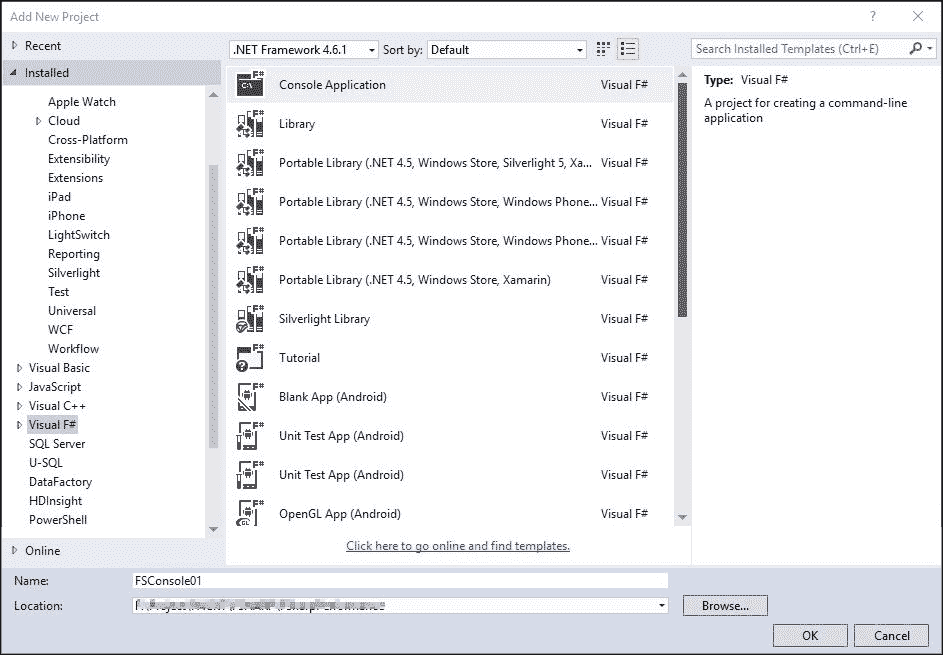 Add New Project
?
Recent
.NET Framework 4.6.1
Sort by:
Default
Search Installed Templates (Ctrl+E)
Installed
Apple Watch
Cloud
Cross-Platform
Extensibility
Extensions
iPad
iPhone
LightSwitch
Reporting
Silverlight
Test
Universal
WCF
Workflow
Visual Basic
JavaScript
Visual C++
Visual F#
SQL Server
U-SQL
DataFactory
HDInsight
PowerShell
Online
Console Application Visual F#
Library Visual F#
Portable Library (.NET 4.5, Windows Store, Silverlight 5, Xa... Visual F#
Portable Library (.NET 4.5, Windows Store, Windows Phone... Visual F#
Portable Library (.NET 4.5, Windows Store, Windows Phone... Visual F#
Portable Library (.NET 4.5, Windows Store, Xamarin) Visual F#
Silverlight Library Visual F#
Tutorial Visual F#
Blank App (Android) Visual F#
Unit Test App (Android) Visual F#
Unit Test App (Android) Visual F#
OpenGL App (Android) Visual F#
Click here to go online and find templates.
Type: Visual F#
A project for creating a command-line
application
Name: FSConsole01
Location:
Browse...
OK
Cancel